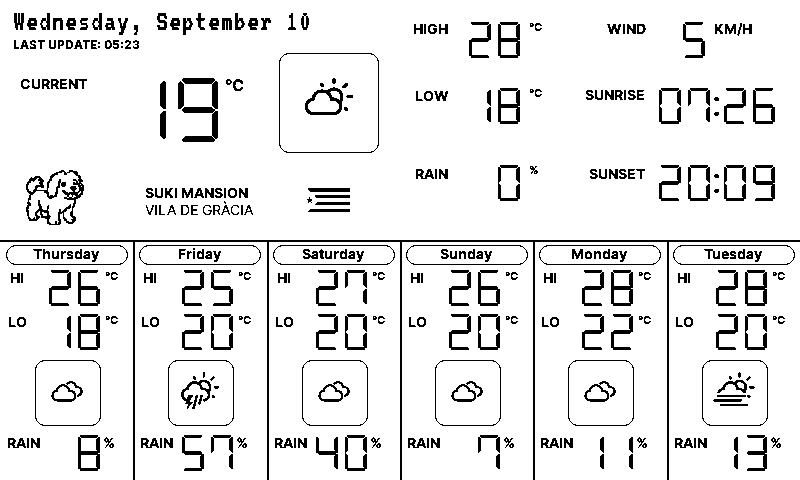 Wednesday, September 10
LAST UPDATE: 05:23
CURRENT 19 °C
SUKI MANSION
VILA DE GRÀCIA
HIGH 28 °C
LOW 18 °C
RAIN 0 %
WIND 5 KM/H
SUNRISE 07:26
SUNSET 20:09
Thursday
HI 26 °C
LO 18 °C
RAIN 8 %
Friday
HI 25 °C
LO 20 °C
RAIN 57 %
Saturday
HI 27 °C
LO 20 °C
RAIN 40 %
Sunday
HI 26 °C
LO 20 °C
RAIN 7 %
Monday
HI 28 °C
LO 22 °C
RAIN 11 %
Tuesday
HI 28 °C
LO 20 °C
RAIN 13 %